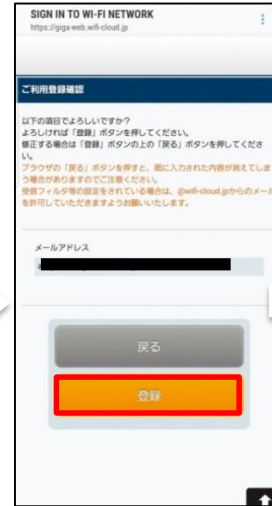 SIGN IN TO WI-FI NETWORK
https://giga-web.wifi-cloud.jp
ご利用登録確認
以下の項目でよろしいですか？
よろしければ「登録」ボタンを押してください。
修正する場合は「登録」ボタンの上の「戻る」ボタンを押してくださ
い。
ブラウザの「戻る」ボタンを押すと、既に入力された内容が消えてしま
う場合がありますのでご注意ください。
受信フィルタ等の設定をされている場合は、@wifi-cloud.jpからのメール
を許可していただきますようお願いいたします。
メールアドレス
戻る
登録